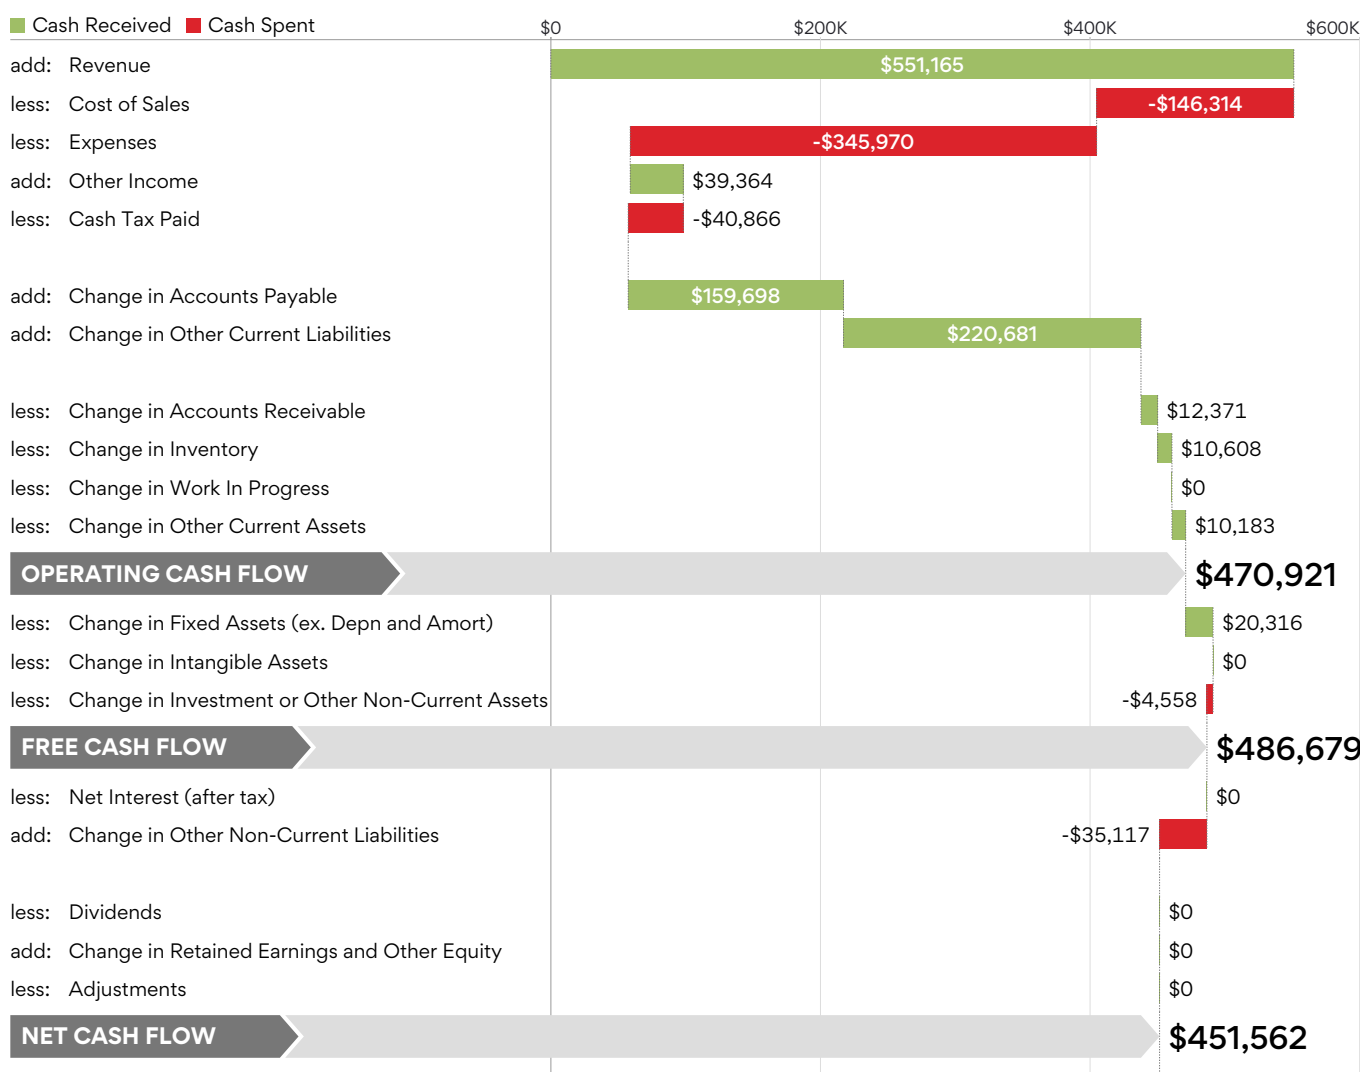 Cash Received Cash Spent $0 $200K $400K $600K
add: Revenue $551,165
less: Cost of Sales -$146,314
less: Expenses -$345,970
add: Other Income $39,364
less: Cash Tax Paid -$40,866
add: Change in Accounts Payable $159,698
add: Change in Other Current Liabilities $220,681
less: Change in Accounts Receivable $12,371
less: Change in Inventory $10,608
less: Change in Work In Progress $0
less: Change in Other Current Assets $10,183
OPERATING CASH FLOW $470,921
less: Change in Fixed Assets (ex. Depn and Amort) $20,316
less: Change in Intangible Assets $0
less: Change in Investment or Other Non-Current Assets -$4,558
FREE CASH FLOW $486,679
less: Net Interest (after tax) $0
add: Change in Other Non-Current Liabilities -$35,117
less: Dividends $0
add: Change in Retained Earnings and Other Equity $0
less: Adjustments $0
NET CASH FLOW $451,562